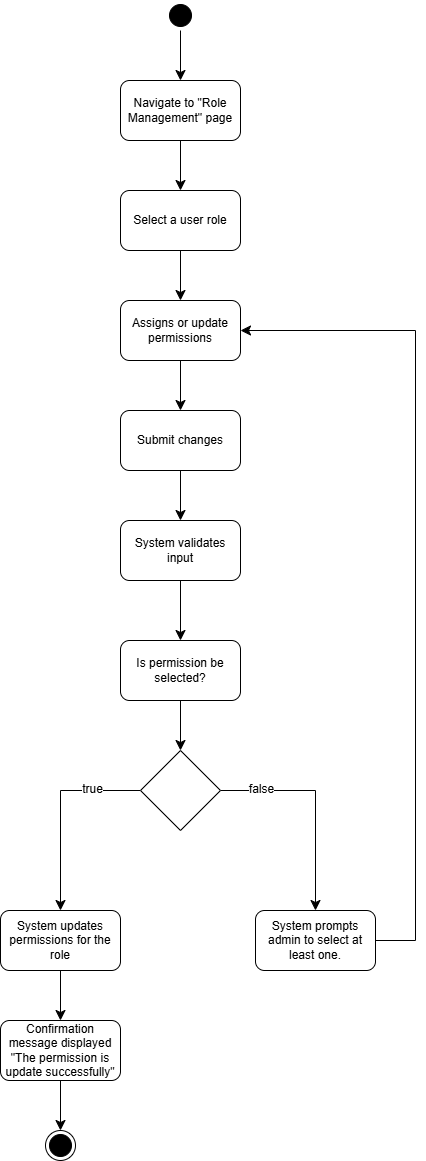 Navigate to "Role
Management" page
Select a user role
Assigns or update
permissions
Submit changes
System validates
input
Is permission be
selected?
true
false
System updates
permissions for the
role
System prompts
admin to select at
least one.
Confirmation
message displayed
"The permission is
update successfully"